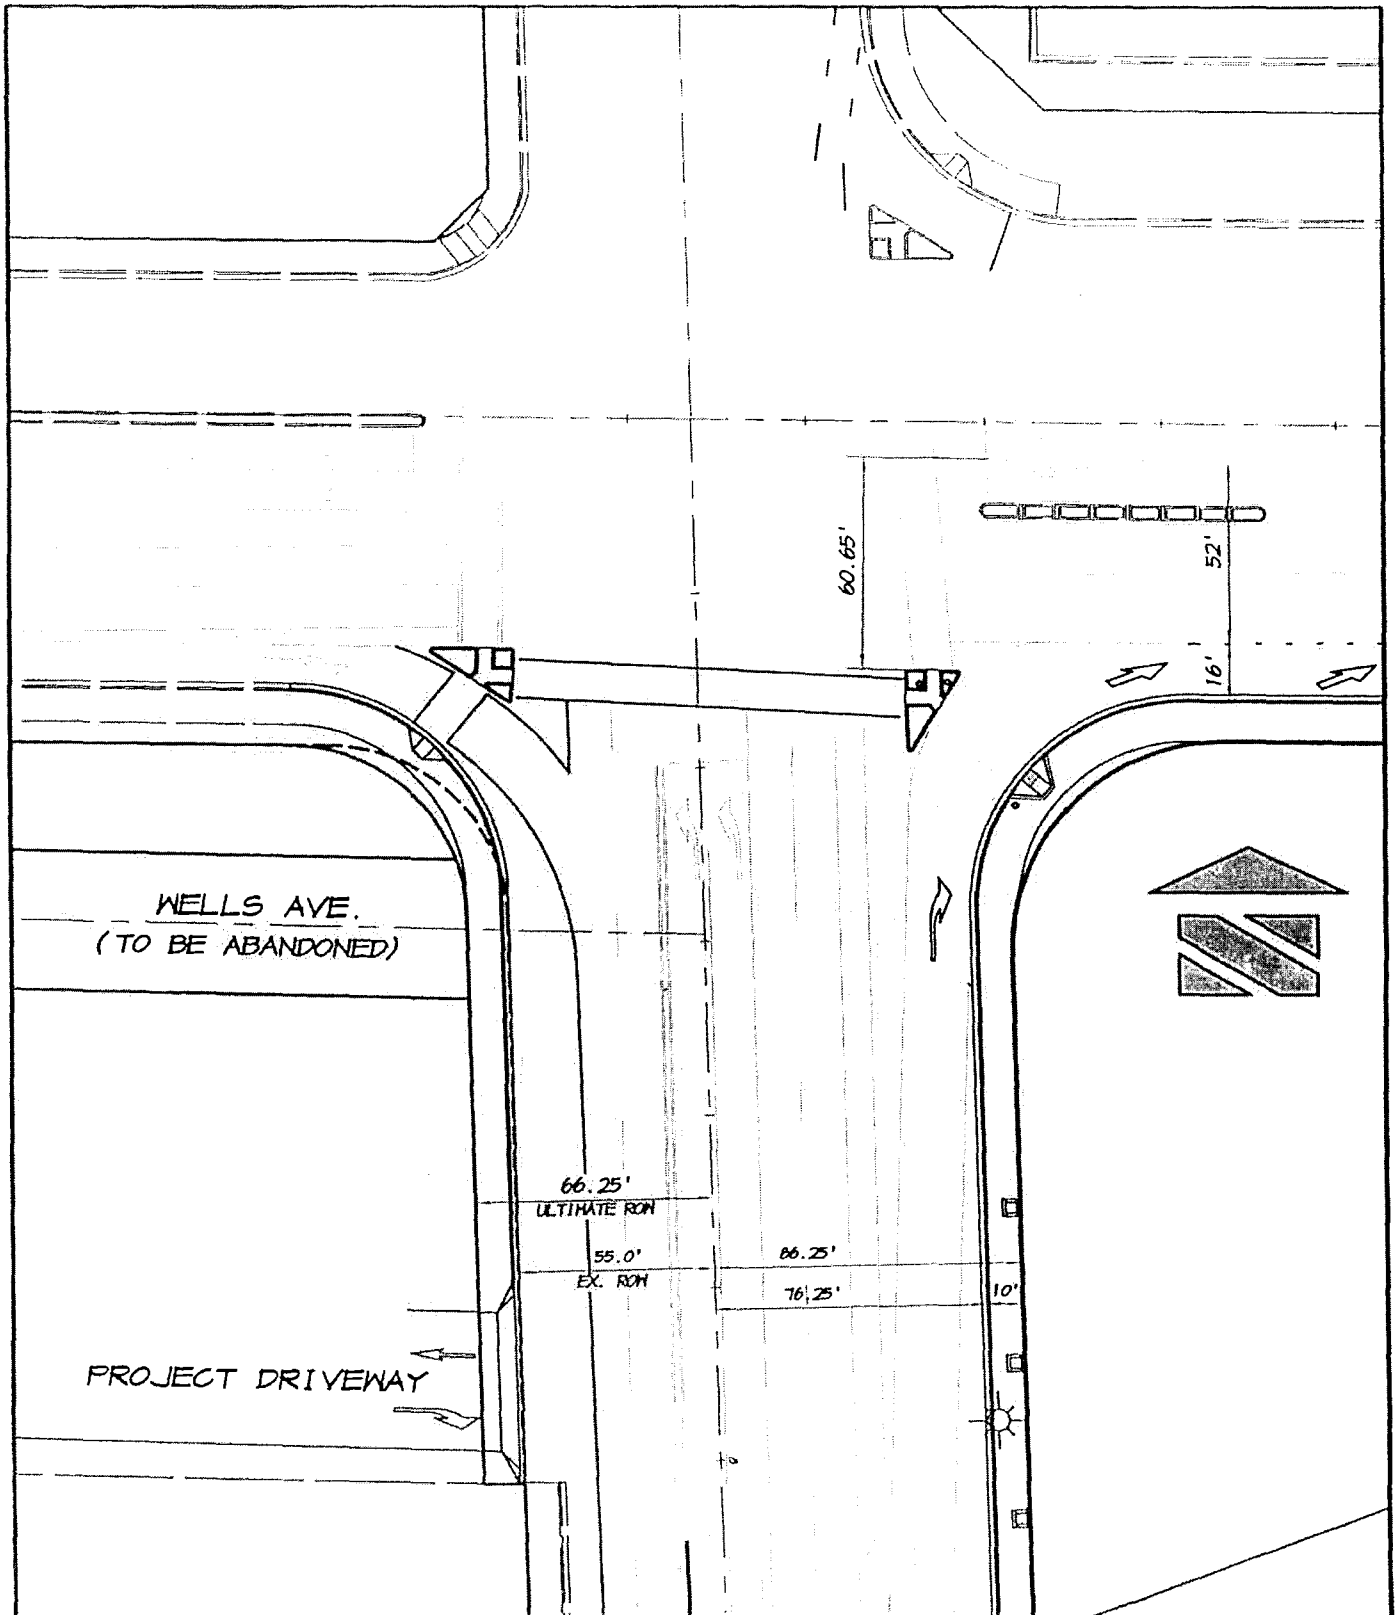 60.65'
52'
16'
WELLS AVE.
(TO BE ABANDONED)
66.25'
ULTIMATE ROW
55.0'
EX. ROW
86.25'
76.25'
10'
PROJECT DRIVEWAY